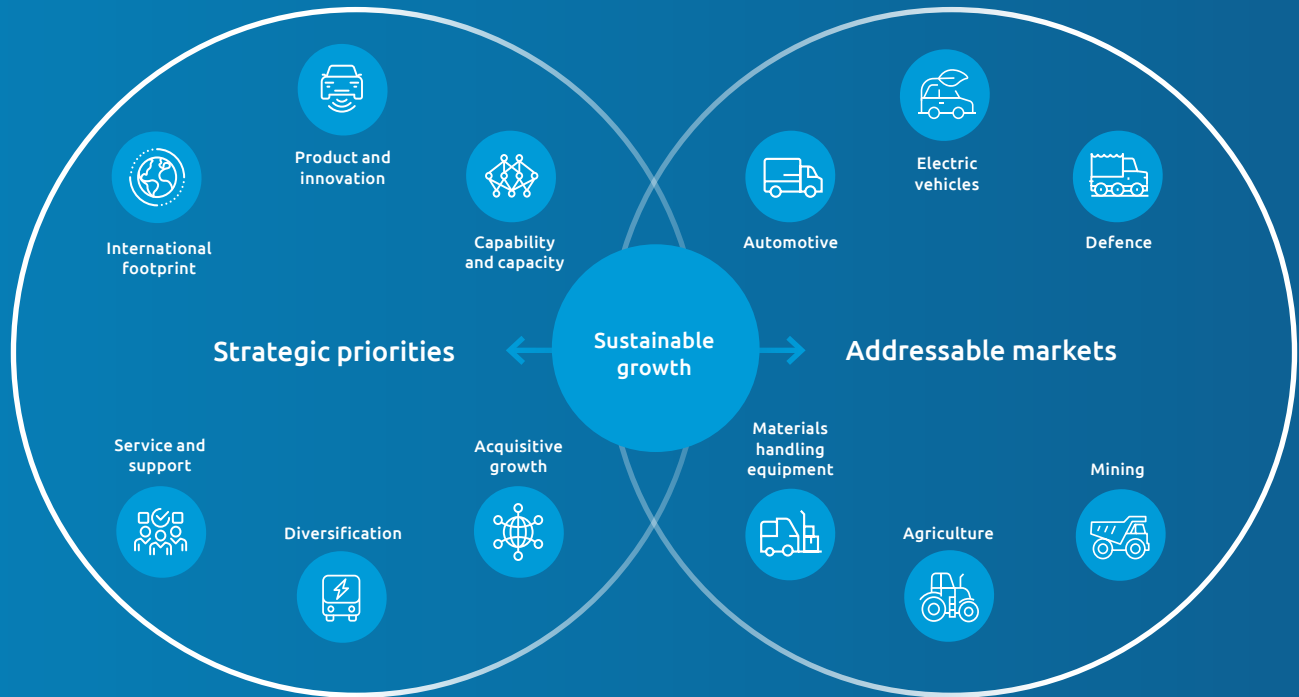 Product and
innovation
International
footprint
Capability
and capacity
Strategic priorities
Service and
support
Diversification
Acquisitive
growth
Sustainable
growth
Automotive
Electric
vehicles
Defence
Addressable markets
Materials
handling
equipment
Agriculture
Mining